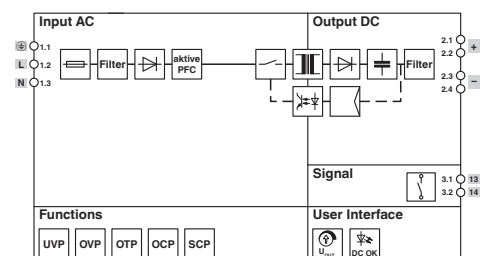 Input AC
Output DC
1.1
L 1.2
N 1.3
Filter
aktive
PFC
Filter
2.1
2.2
+
2.3
2.4
−
Signal
3.1 13
3.2 14
Functions
UVP OVP OTP OCP SCP
User Interface
UOUT
DC OK